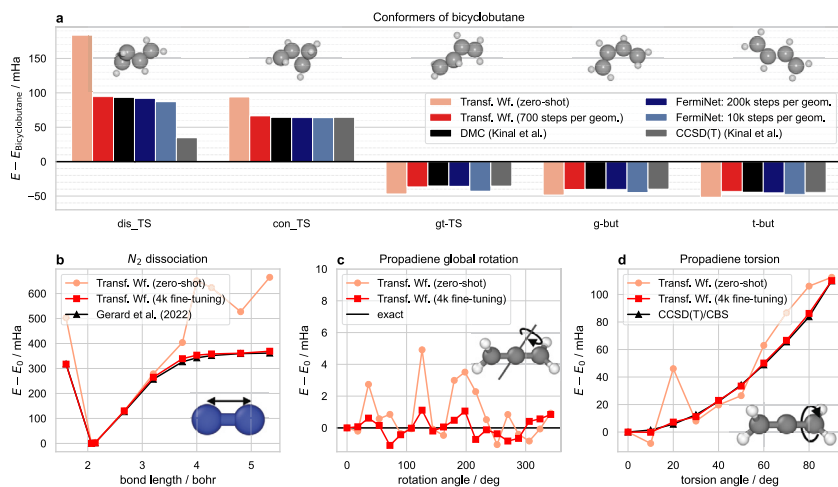 a
Conformers of bicyclobutane
E − E_Bicyclobutane / mHa
150
100
50
0
−50
Transf. Wf. (zero-shot)
Transf. Wf. (700 steps per geom.)
DMC (Kinal et al.)
FermiNet: 200k steps per geom.
FermiNet: 10k steps per geom.
CCSD(T) (Kinal et al.)
dis_TS
con_TS
gt-TS
g-but
t-but
b
N₂ dissociation
E − E₀ / mHa
600
500
400
300
200
100
0
Transf. Wf. (zero-shot)
Transf. Wf. (4k fine-tuning)
Gerard et al. (2022)
2
3
4
5
bond length / bohr
c
Propadiene global rotation
E − E₀ / mHa
10
8
6
4
2
0
−2
Transf. Wf. (zero-shot)
Transf. Wf. (4k fine-tuning)
exact
0
100
200
300
rotation angle / deg
d
Propadiene torsion
E − E₀ / mHa
100
80
60
40
20
0
Transf. Wf. (zero-shot)
Transf. Wf. (4k fine-tuning)
CCSD(T)/CBS
0
20
40
60
80
torsion angle / deg